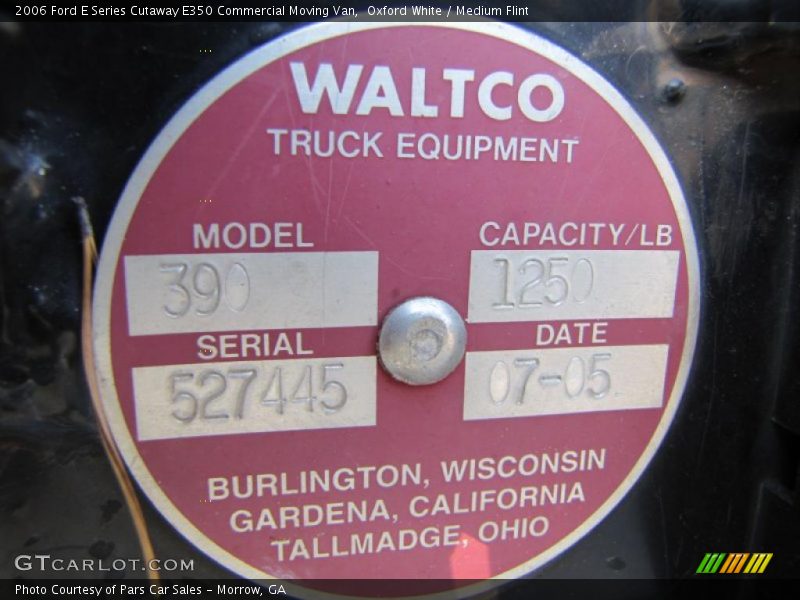 2006 Ford E Series Cutaway E350 Commercial Moving Van,  Oxford White / Medium Flint
WALTCO
TRUCK EQUIPMENT
MODEL
CAPACITY/LB
390
1250
SERIAL
DATE
527445
07-05
BURLINGTON, WISCONSIN
GARDENA, CALIFORNIA
TALLMADGE, OHIO
GTCARLOT.COM
Photo Courtesy of Pars Car Sales - Morrow, GA